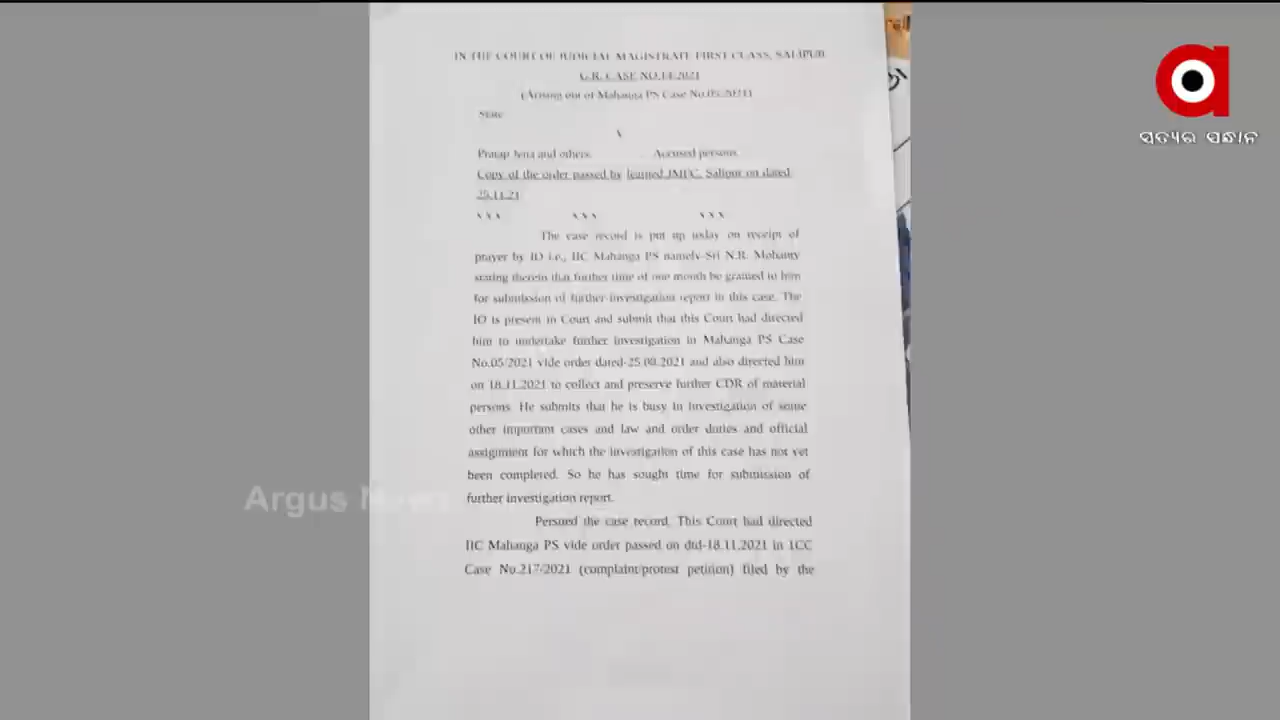 IN THE COURT OF JUDICIAL MAGISTRATE FIRST CLASS, SALIPUR
G.R. CASE NO.14/2021
(Arising out of Mahanga PS Case No.05/2021)
State
V
Pratap Jena and others. Accused persons
Copy of the order passed by learned JMFC, Salipur on dated
25.11.21
X X X X X X X X X
The case record is put up today on receipt of
prayer by IO i.e., IIC Mahanga PS namely-Sri N.R. Mohanty
stating therein that further time of one month be granted to him
for submission of further investigation report in this case. The
IO is present in Court and submit that this Court had directed
him to undertake further investigation in Mahanga PS Case
No.05/2021 vide order dated-25.08.2021 and also directed him
on 18.11.2021 to collect and preserve further CDR of material
persons. He submits that he is busy in investigation of some
other important cases and law and order duties and official
assignment for which the investigation of this case has not yet
been completed. So he has sought time for submission of
further investigation report.
Perused the case record. This Court had directed
IIC Mahanga PS vide order passed on dtd-18.11.2021 in 1CC
Case No.217/2021 (complaint/protest petition) filed by the
Argus News
a
ସତ୍ୟର ସନ୍ଧାନ